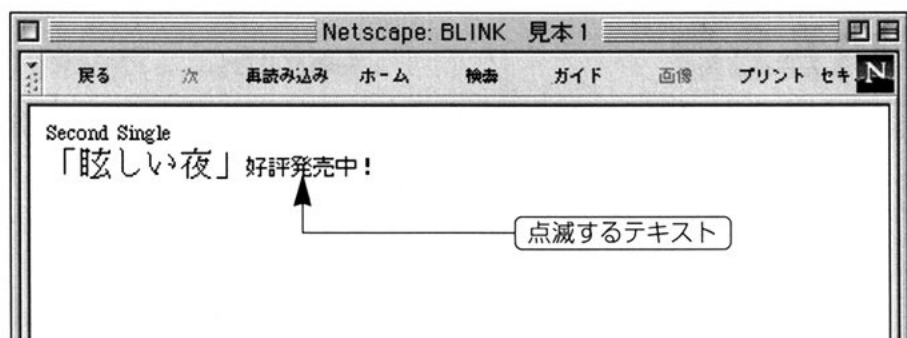 Netscape: BLINK 見本 1
戻る 次 再読み込み ホーム 検索 ガイド 画像 プリント セキ N
Second Single
「眩しい夜」好評発売中！
点滅するテキスト